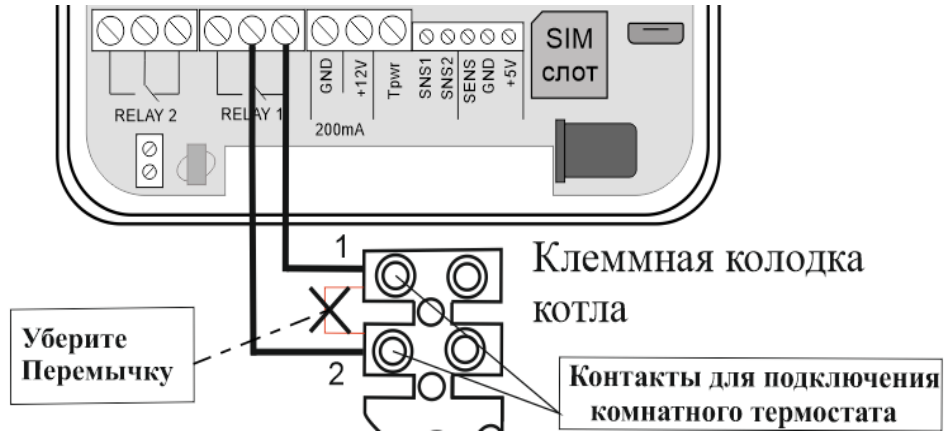 RELAY 2
RELAY 1
GND
+12V
Tpwr
200mA
SNS1
SNS2
SENS
GND
+5V
SIM
слот
1
2
Клеммная колодка
котла
Уберите
Перемычку
Контакты для подключения
комнатного термостата